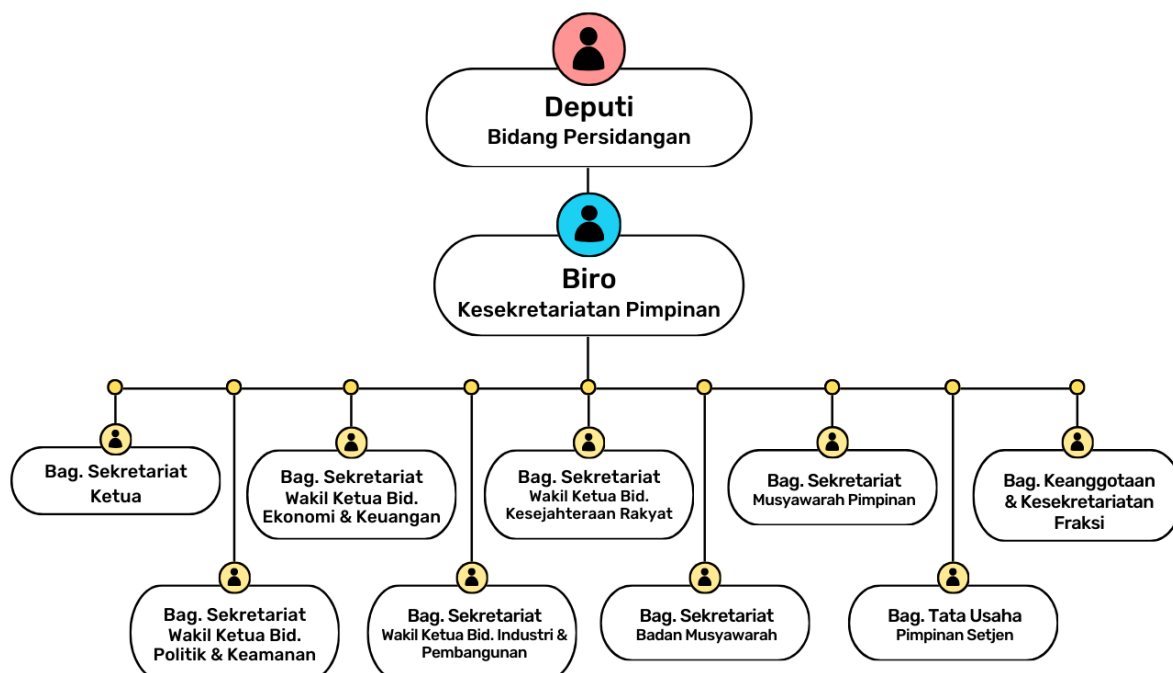 Deputi
Bidang Persidangan
Biro
Kesekretariatan Pimpinan
Bag. Sekretariat
Ketua
Bag. Sekretariat
Wakil Ketua Bid.
Ekonomi & Keuangan
Bag. Sekretariat
Wakil Ketua Bid.
Kesejahteraan Rakyat
Bag. Sekretariat
Musyawarah Pimpinan
Bag. Keanggotaan
& Kesekretariatan
Fraksi
Bag. Sekretariat
Wakil Ketua Bid.
Politik & Keamanan
Bag. Sekretariat
Wakil Ketua Bid. Industri &
Pembangunan
Bag. Sekretariat
Badan Musyawarah
Bag. Tata Usaha
Pimpinan Setjen